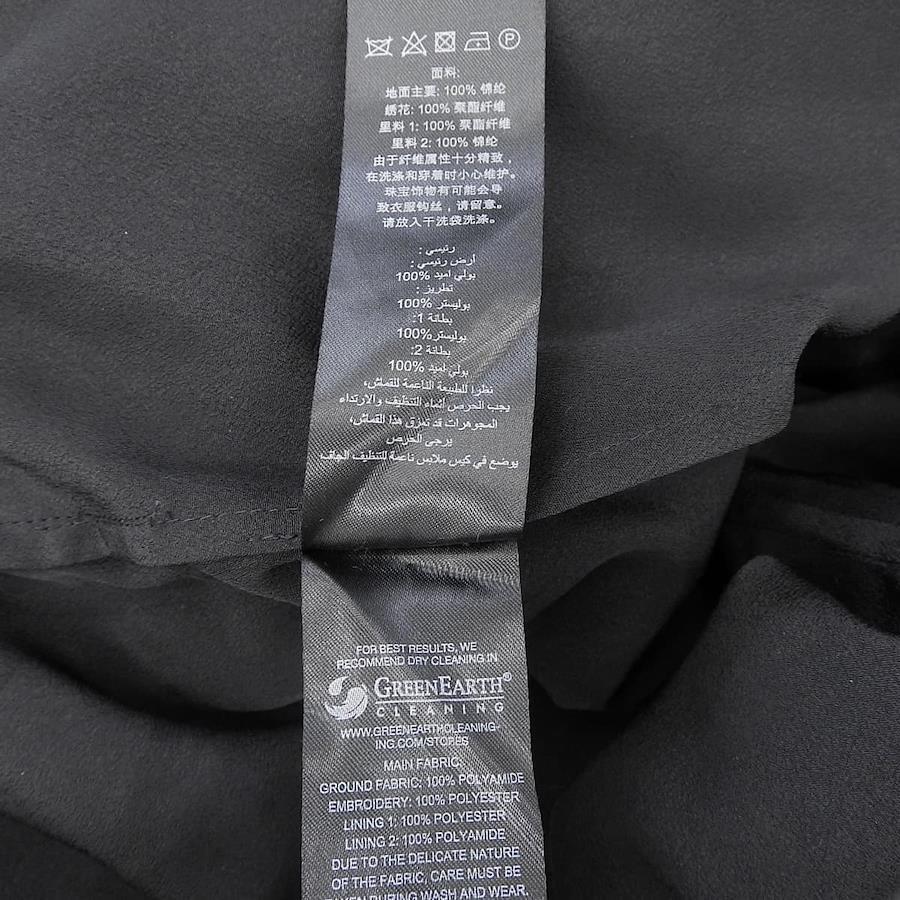 面料:
地面主要: 100% 锦纶
绣花: 100% 聚酯纤维
里料 1: 100% 聚酯纤维
里料 2: 100% 锦纶
由于纤维属性十分精致，
在洗涤和穿着时小心维护。
珠宝饰物有可能会导
致衣服钩丝，请留意。
请放入干洗袋洗涤。
رئيسي :
أرض رئيسي :
بولي اميد %100
تطريز :
بوليستر %100
بطانة 1:
بوليستر%100
بطانة 2:
بولي اميد %100
نظرا للطبيعة الناعمة للقماش،
يجب الحرص أثناء التنظيف والارتداء
المجوهرات قد تمزق هذا القماش،
يرجى الحرص
يوضع في كيس ملابس ناعمة للتنظيف الجاف
FOR BEST RESULTS, WE
RECOMMEND DRY CLEANING IN
GREENEARTH®
CLEANING
WWW.GREENEARTHCLEANING-
ING.COM/STORES
MAIN FABRIC:
GROUND FABRIC: 100% POLYAMIDE
EMBROIDERY: 100% POLYESTER
LINING 1: 100% POLYESTER
LINING 2: 100% POLYAMIDE
DUE TO THE DELICATE NATURE
OF THE FABRIC, CARE MUST BE
TAKEN DURING WASH AND WEAR.